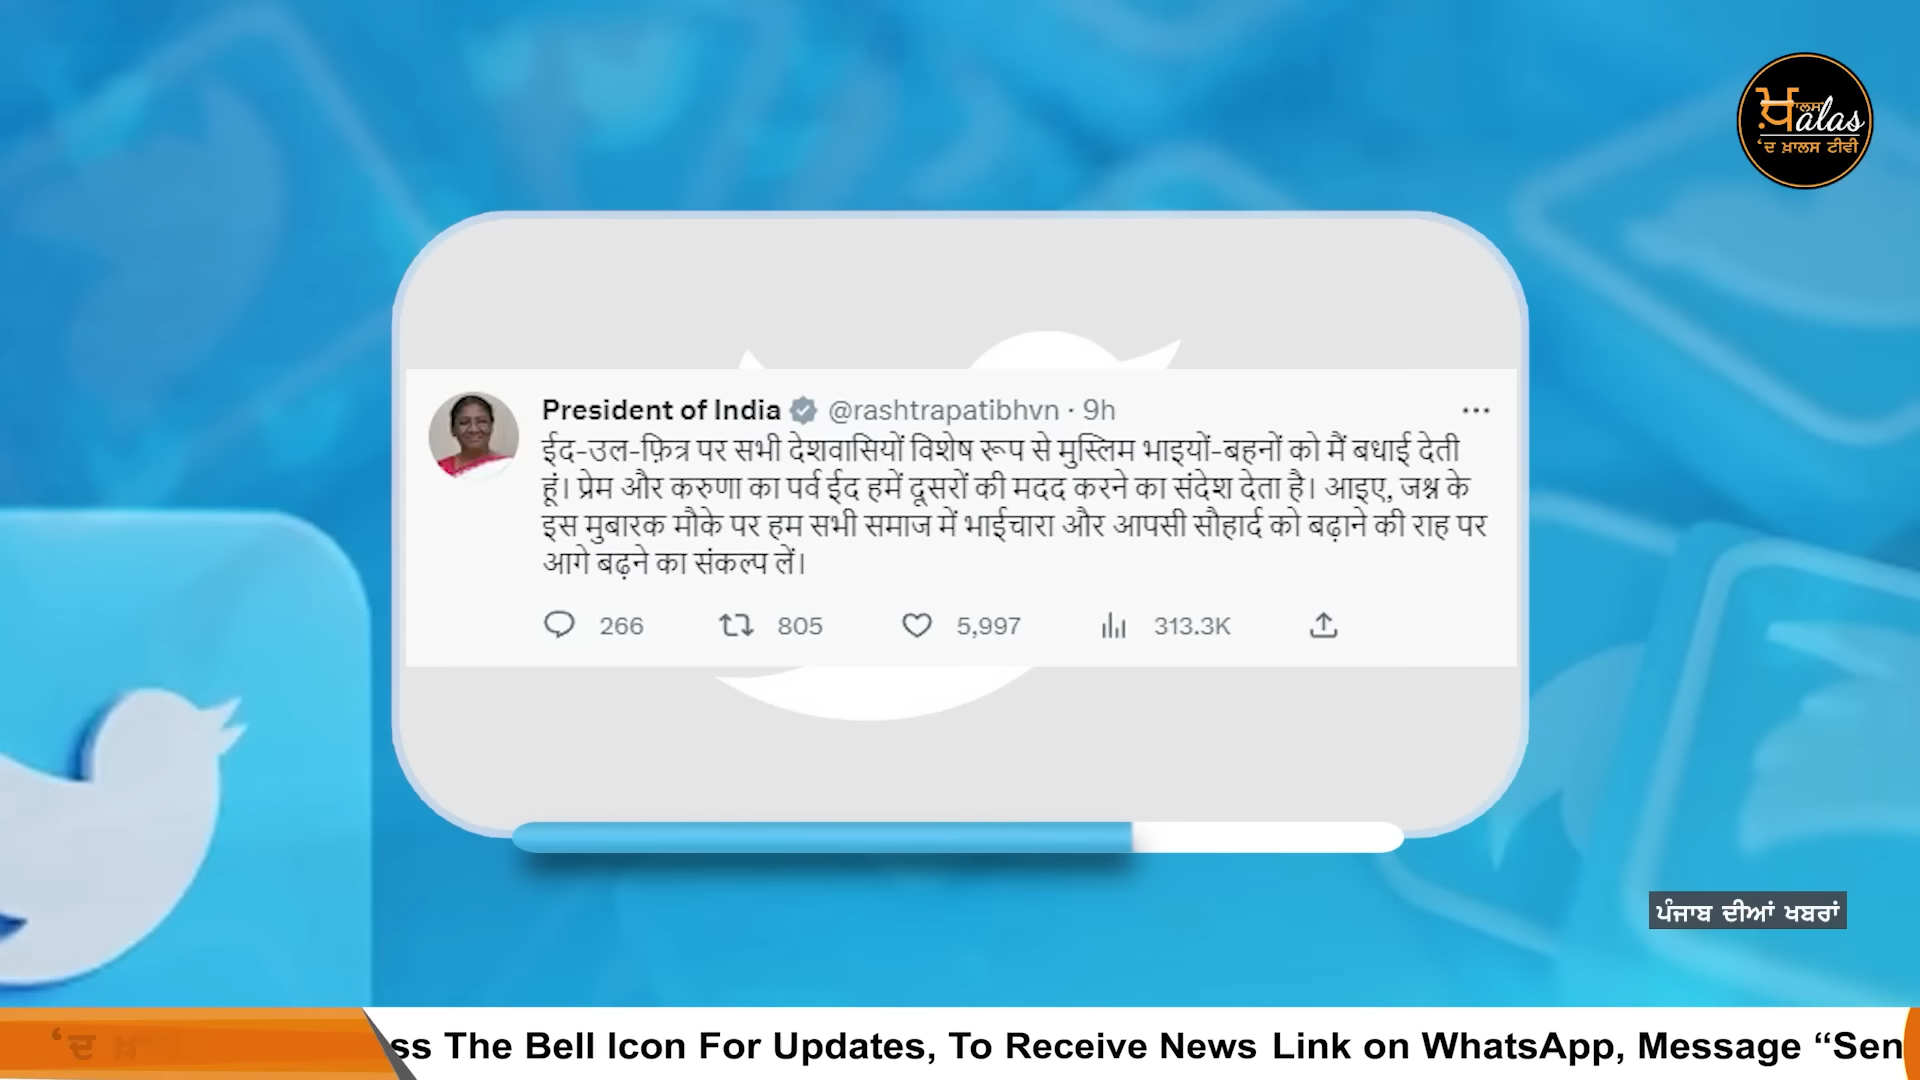 ਖ਼ਾਲਸ alas
‘ਦ ਖ਼ਾਲਸ ਟੀਵੀ
President of India @rashtrapatibhvn · 9h
ईद-उल-फ़ित्र पर सभी देशवासियों विशेष रूप से मुस्लिम भाइयों-बहनों को मैं बधाई देती
हूं। प्रेम और करुणा का पर्व ईद हमें दूसरों की मदद करने का संदेश देता है। आइए, जश्न के
इस मुबारक मौके पर हम सभी समाज में भाईचारा और आपसी सौहार्द को बढ़ाने की राह पर
आगे बढ़ने का संकल्प लें।
266 805 5,997 313.3K
ਪੰਜਾਬ ਦੀਆਂ ਖਬਰਾਂ
‘ਦ
ss The Bell Icon For Updates, To Receive News Link on WhatsApp, Message “Sen